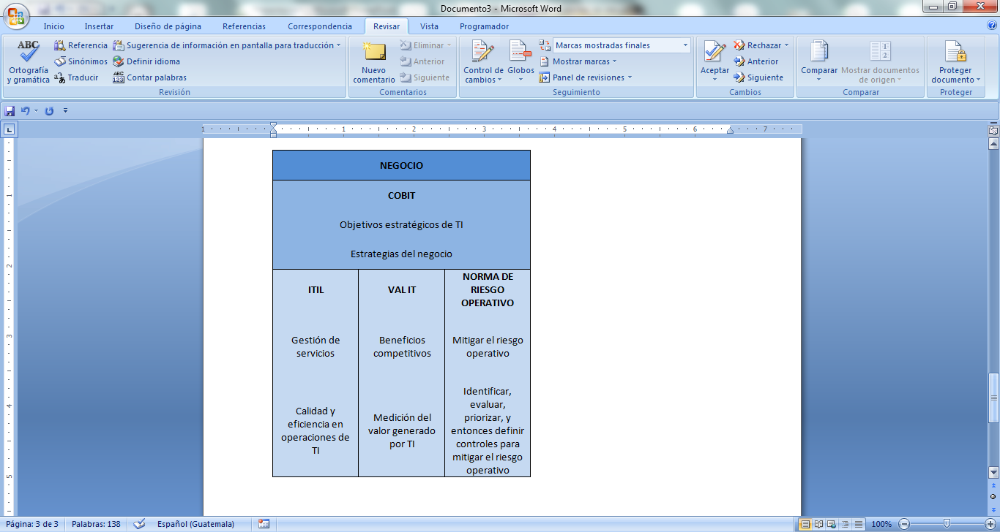 Documento3 - Microsoft Word
Inicio Insertar Diseño de página Referencias Correspondencia Revisar Vista Programador
ABC
Ortografía
y gramática
Referencia
Sinónimos
Traducir
Sugerencia de información en pantalla para traducción
Definir idioma
ABC
123
Contar palabras
Revisión
Nuevo
comentario
Eliminar
Anterior
Siguiente
Comentarios
Control de
cambios
Globos
Marcas mostradas finales
Mostrar marcas
Panel de revisiones
Seguimiento
Aceptar
Rechazar
Anterior
Siguiente
Cambios
Comparar
Mostrar documentos
de origen
Comparar
Proteger
documento
Proteger
1 1 2 3 4 5 6 7
NEGOCIO
COBIT
Objetivos estratégicos de TI
Estrategias del negocio
ITIL
Gestión de
servicios
Calidad y
eficiencia en
operaciones de
TI
VAL IT
Beneficios
competitivos
Medición del
valor generado
por TI
NORMA DE
RIESGO
OPERATIVO
Mitigar el riesgo
operativo
Identificar,
evaluar,
priorizar, y
entonces definir
controles para
mitigar el riesgo
operativo
1
2
3
4
5
Página: 3 de 3 Palabras: 138 Español (Guatemala) 100%